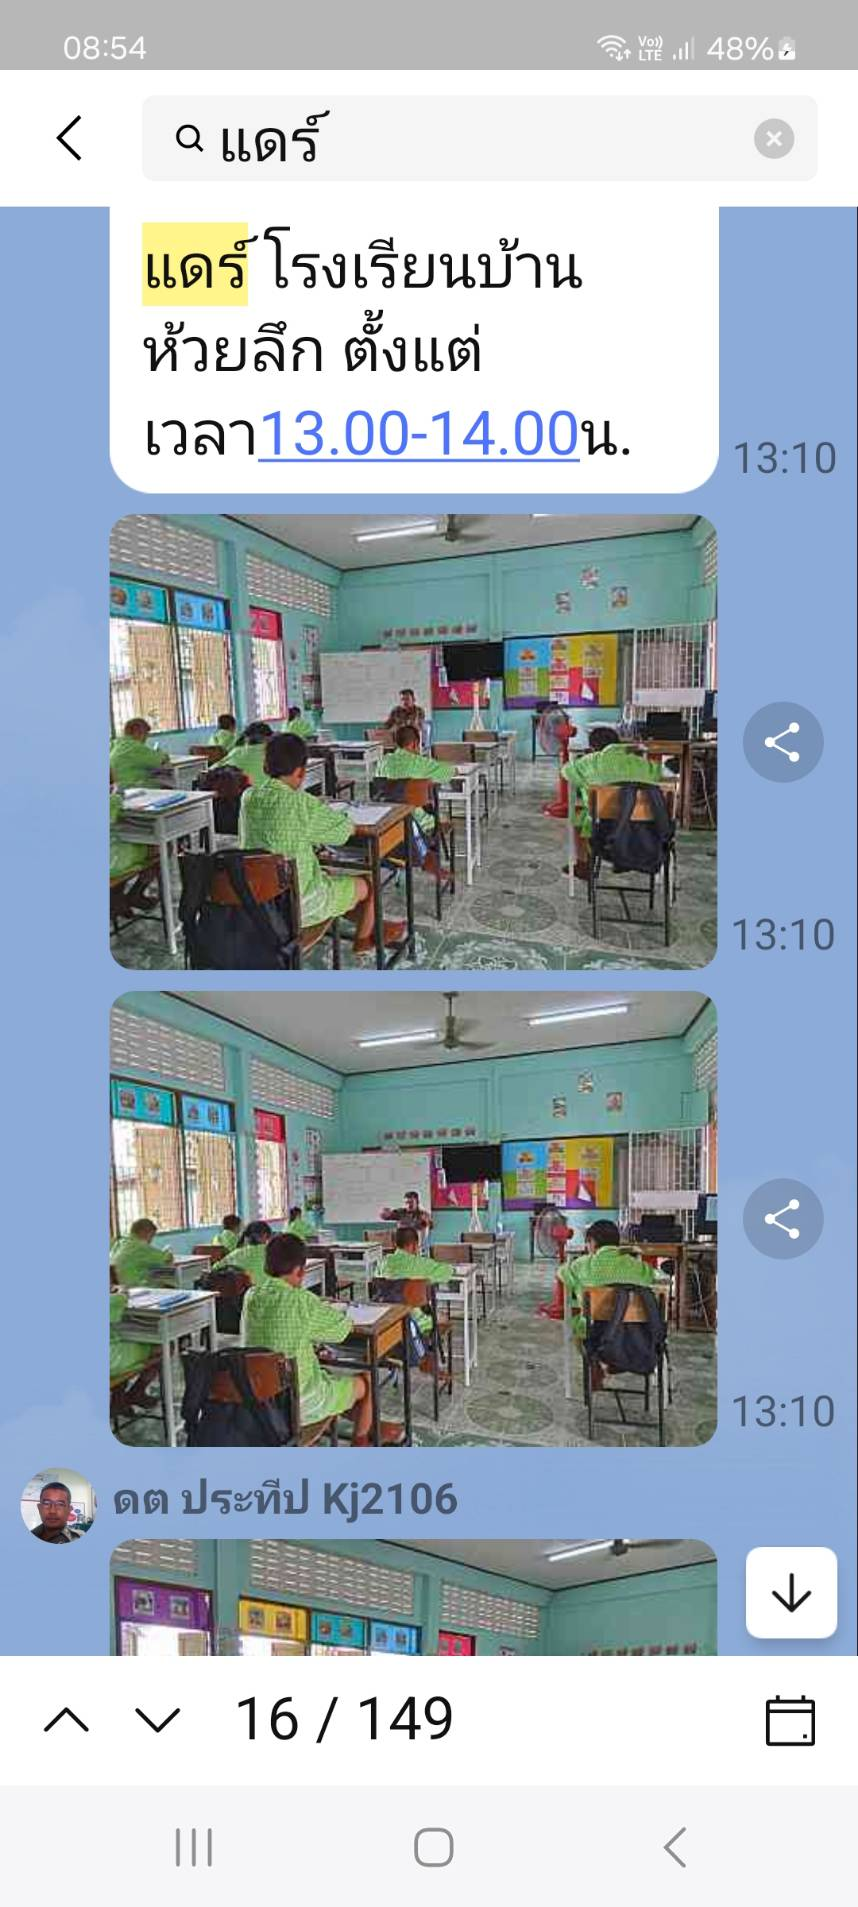 08:54
Vo))
LTE
48%
แดร์
แดร์ โรงเรียนบ้าน
ห้วยลึก ตั้งแต่
เวลา13.00-14.00น.
13:10
13:10
13:10
ดต ประทีป Kj2106
16 / 149